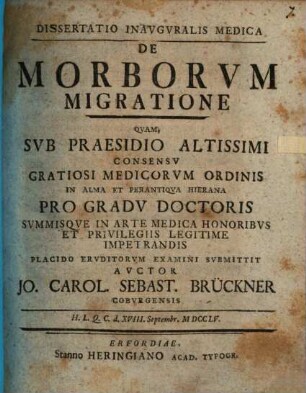 7
DISSERTATIO INAVGVRALIS MEDICA
DE
MORBORVM
MIGRATIONE
QVAM,
SVB PRAESIDIO ALTISSIMI
CONSENSV
GRATIOSI MEDICORVM ORDINIS
IN ALMA ET PERANTIQVA HIERANA
PRO GRADV DOCTORIS
SVMMISQVE IN ARTE MEDICA HONORIBVS
ET PRIVILEGIIS LEGITIME
IMPETRANDIS
PLACIDO ERVDITORVM EXAMINI SVBMITTIT
AVCTOR
JO. CAROL. SEBAST. BRÜCKNER
COBVRGENSIS
H. L. Q. C. d. XVIII. Septembr. M DCCLV.
ERFORDIAE,
Stanno HERINGIANO ACAD. TYPOGR.